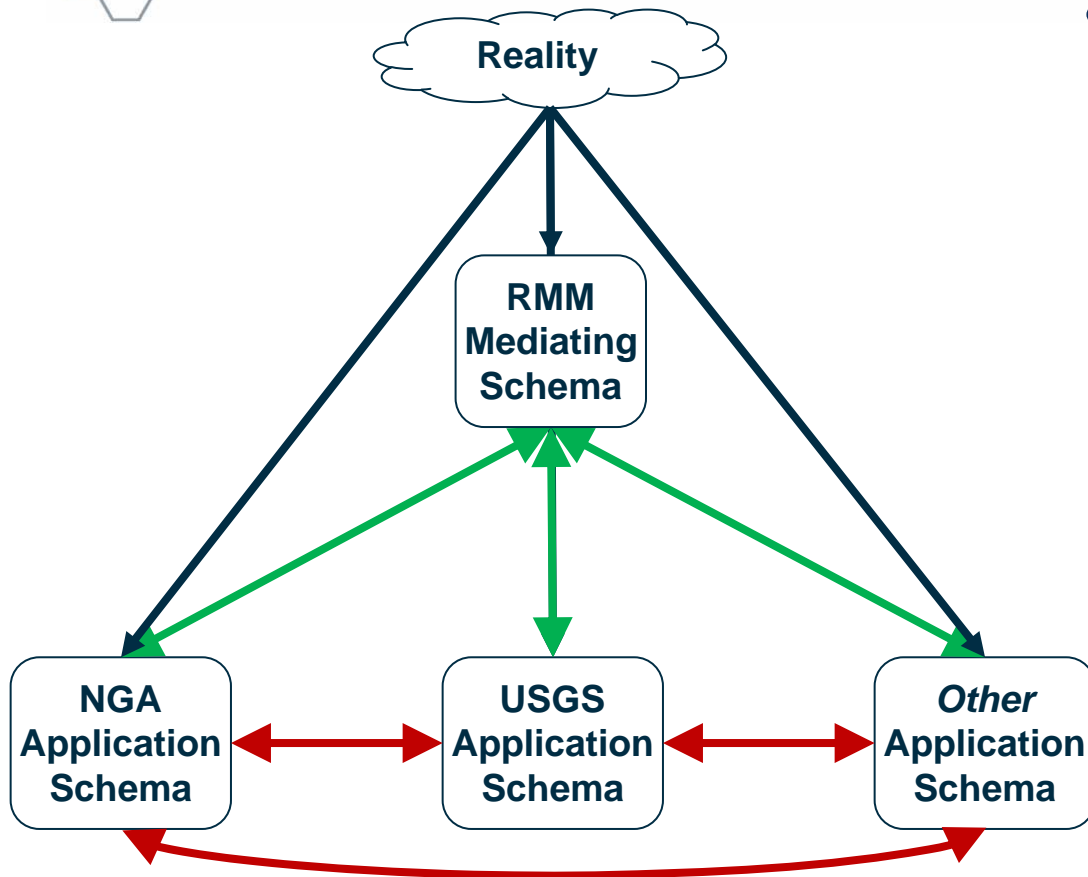 Reality
RMM
Mediating
Schema
NGA
Application
Schema
USGS
Application
Schema
Other
Application
Schema